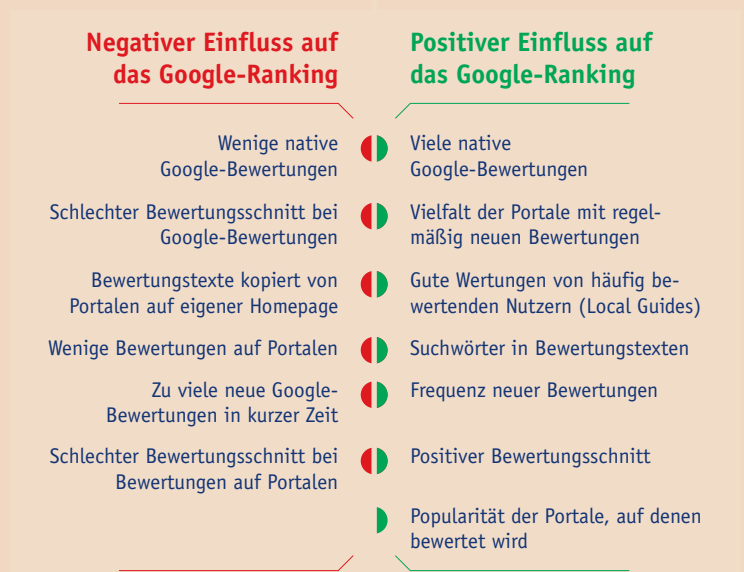 Negativer Einfluss auf
das Google-Ranking
Wenige native
Google-Bewertungen
Schlechter Bewertungsschnitt bei
Google-Bewertungen
Bewertungstexte kopiert von
Portalen auf eigener Homepage
Wenige Bewertungen auf Portalen
Zu viele neue Google-
Bewertungen in kurzer Zeit
Schlechter Bewertungsschnitt bei
Bewertungen auf Portalen
Positiver Einfluss auf
das Google-Ranking
Viele native
Google-Bewertungen
Vielfalt der Portale mit regel-
mäßig neuen Bewertungen
Gute Wertungen von häufig be-
wertenden Nutzern (Local Guides)
Suchwörter in Bewertungstexten
Frequenz neuer Bewertungen
Positiver Bewertungsschnitt
Popularität der Portale, auf denen
bewertet wird